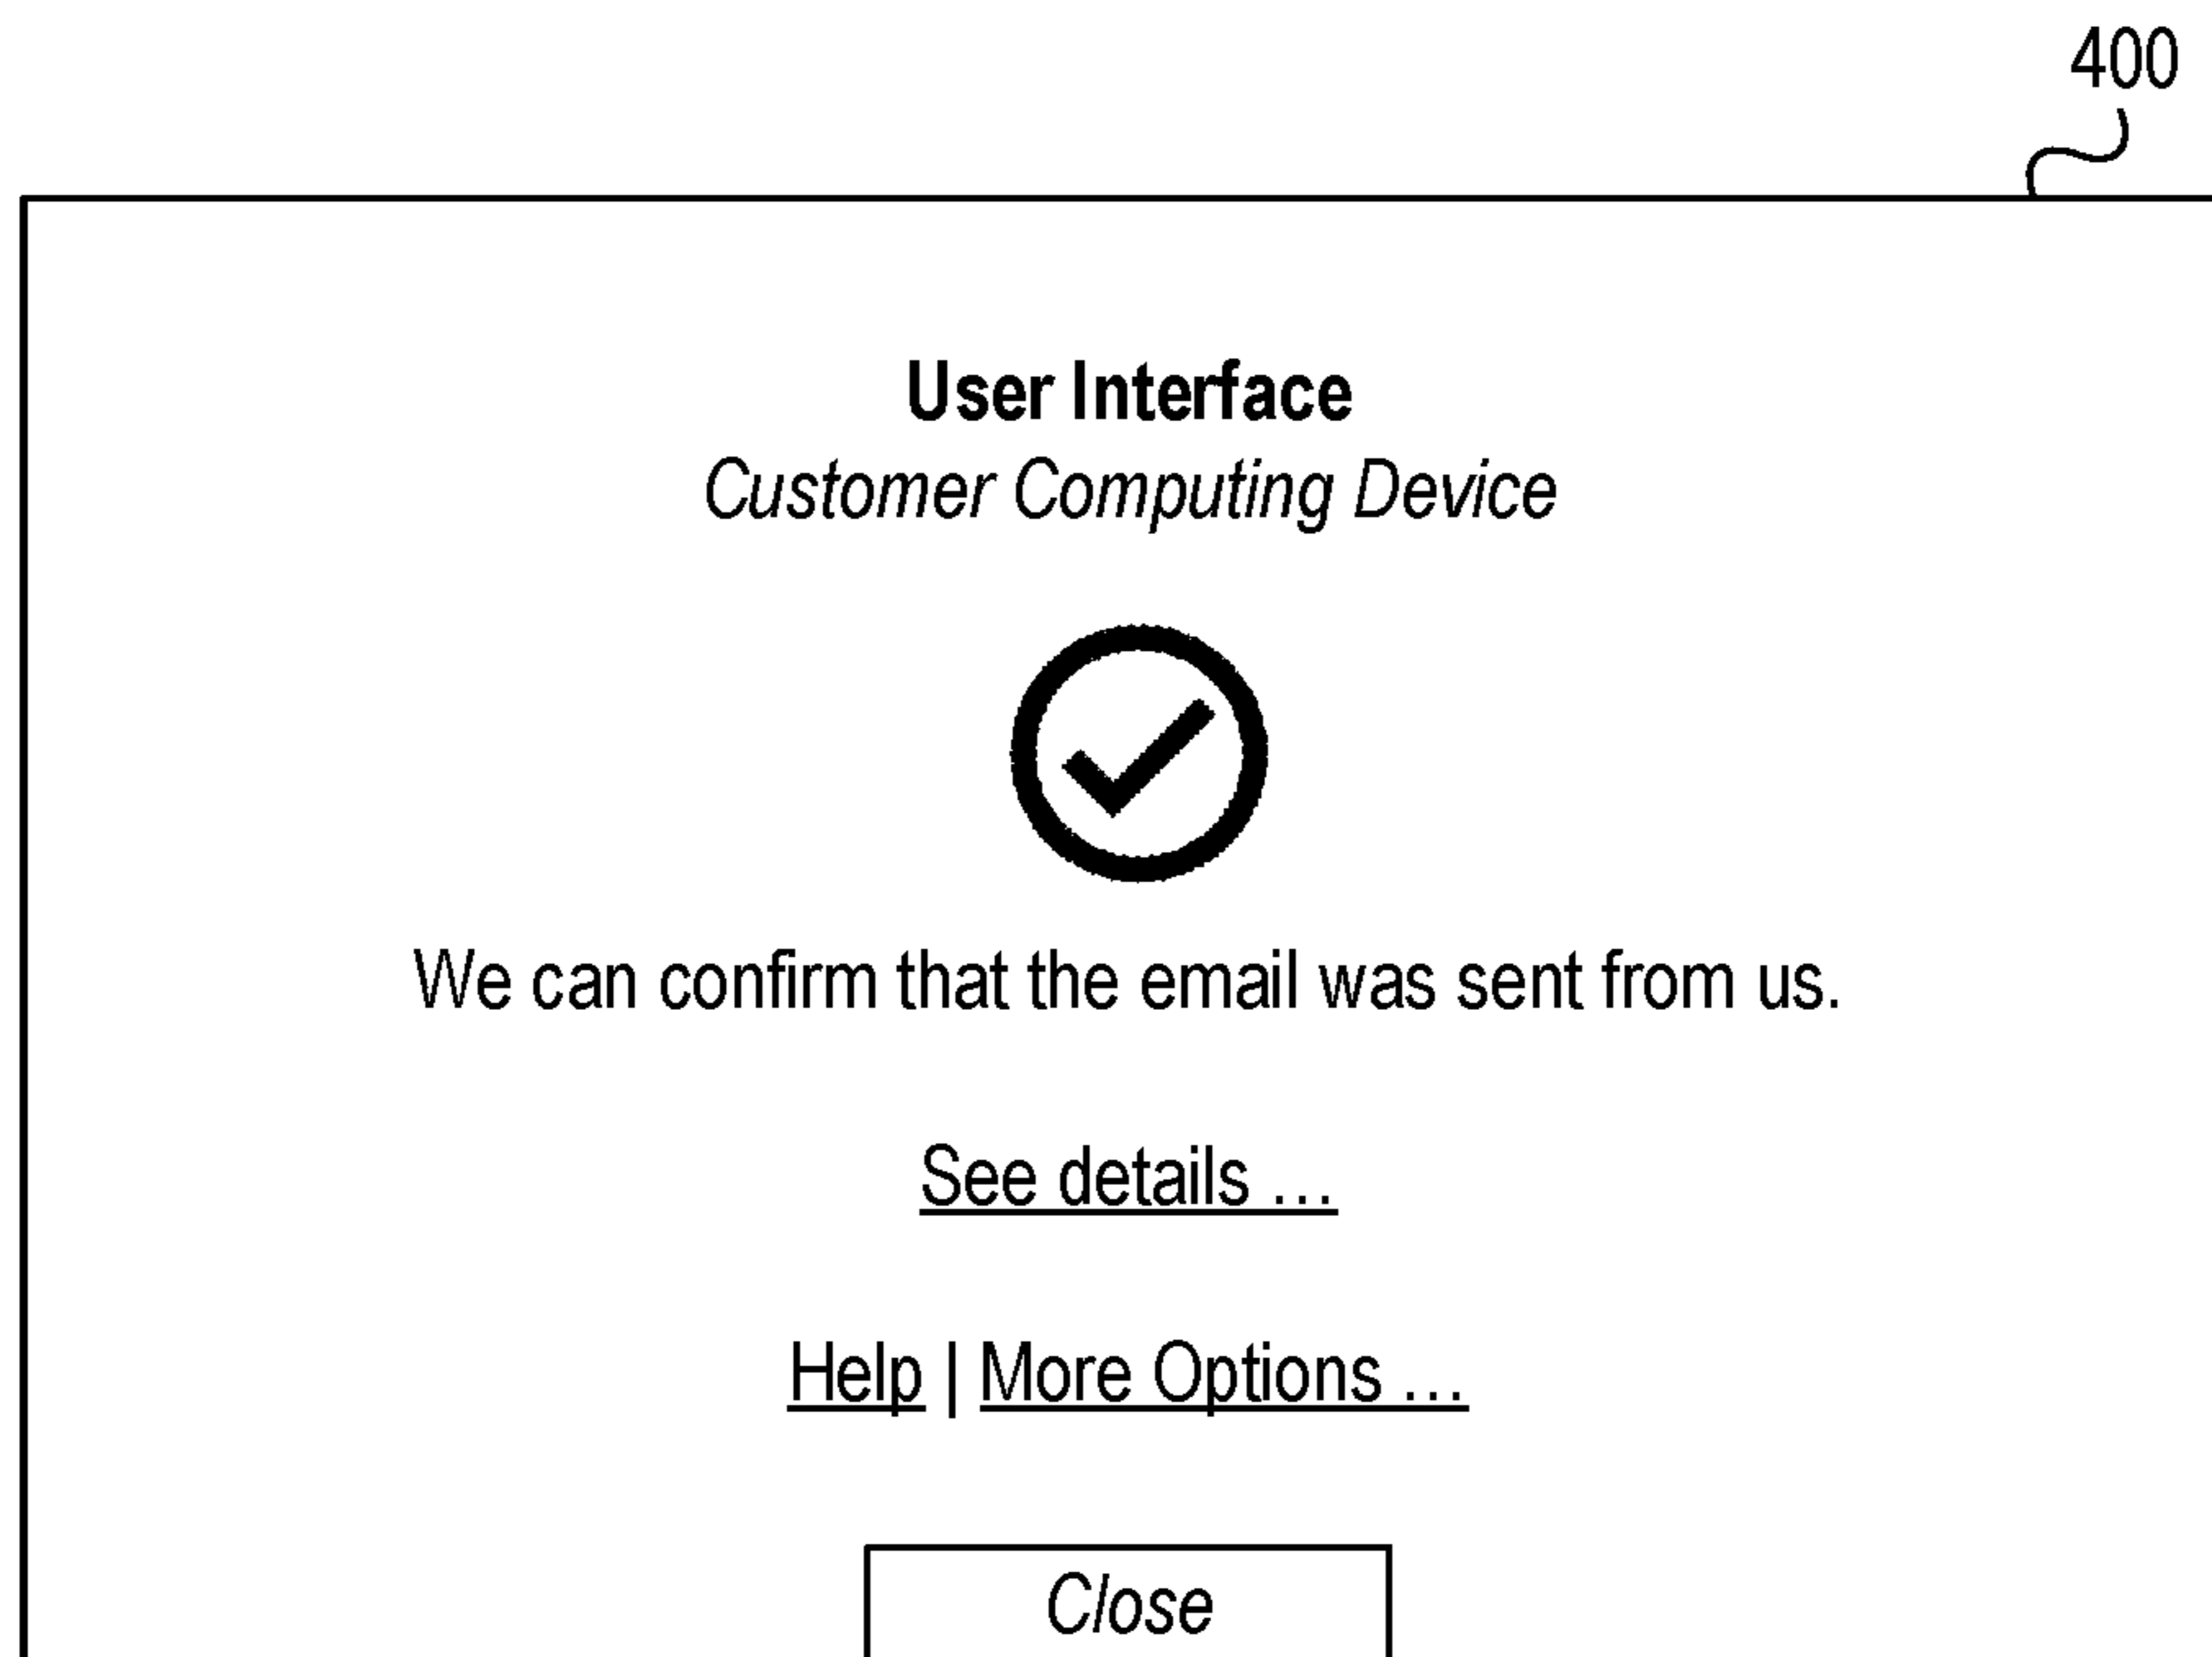 400
User Interface
Customer Computing Device
We can confirm that the email was sent from us.
See details ...
Help | More Options ...
Close